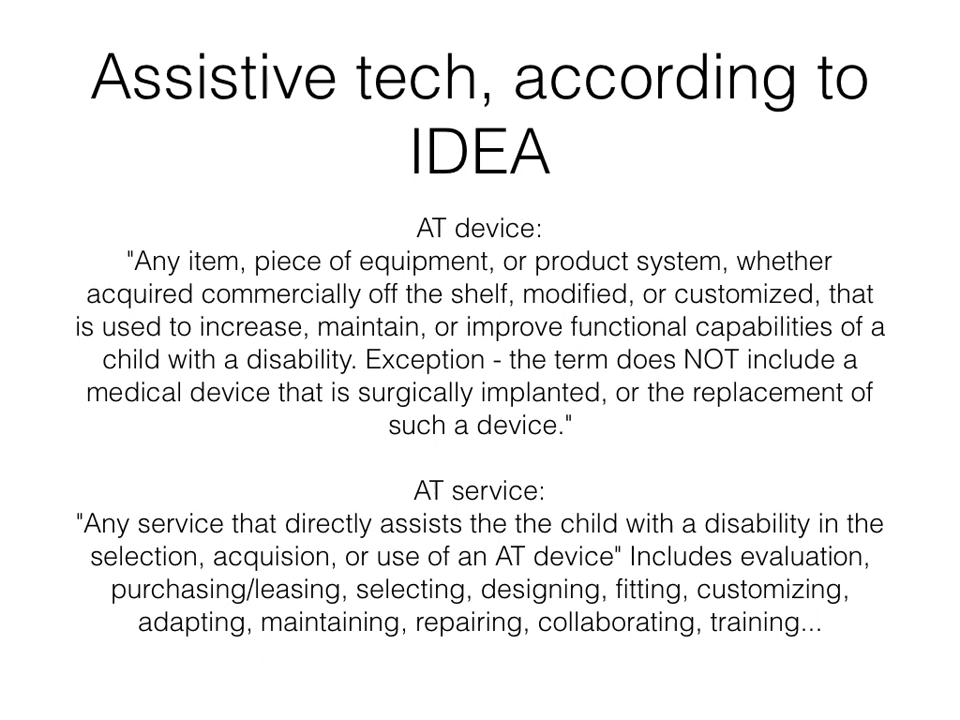 Assistive tech, according to
IDEA
AT device:
"Any item, piece of equipment, or product system, whether
acquired commercially off the shelf, modified, or customized, that
is used to increase, maintain, or improve functional capabilities of a
child with a disability. Exception - the term does NOT include a
medical device that is surgically implanted, or the replacement of
such a device."
AT service:
"Any service that directly assists the the child with a disability in the
selection, acquision, or use of an AT device" Includes evaluation,
purchasing/leasing, selecting, designing, fitting, customizing,
adapting, maintaining, repairing, collaborating, training...